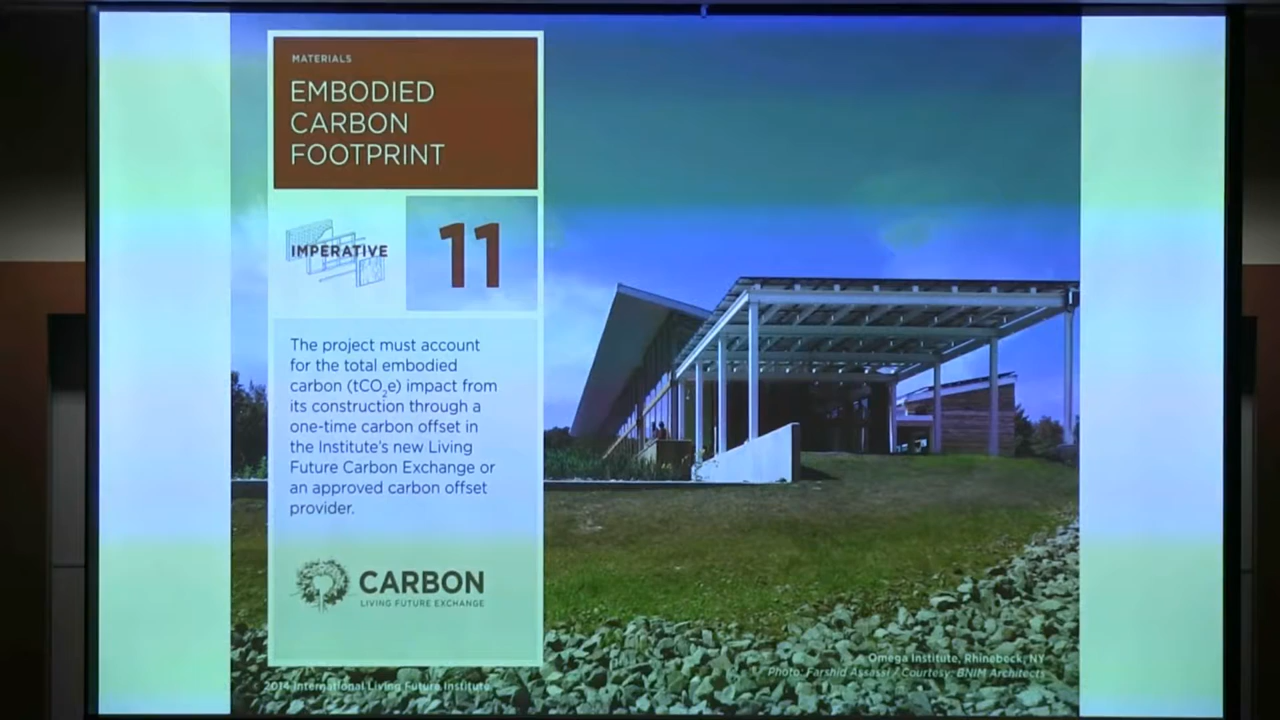 MATERIALS
EMBODIED
CARBON
FOOTPRINT
IMPERATIVE
11
The project must account
for the total embodied
carbon (tCO₂e) impact from
its construction through a
one-time carbon offset in
the Institute's new Living
Future Carbon Exchange or
an approved carbon offset
provider.
CARBON
LIVING FUTURE EXCHANGE
Omega Institute, Rhinebeck, NY
Photo: Farshid Assassi / Courtesy: BNIM Architects
2014 International Living Future Institute